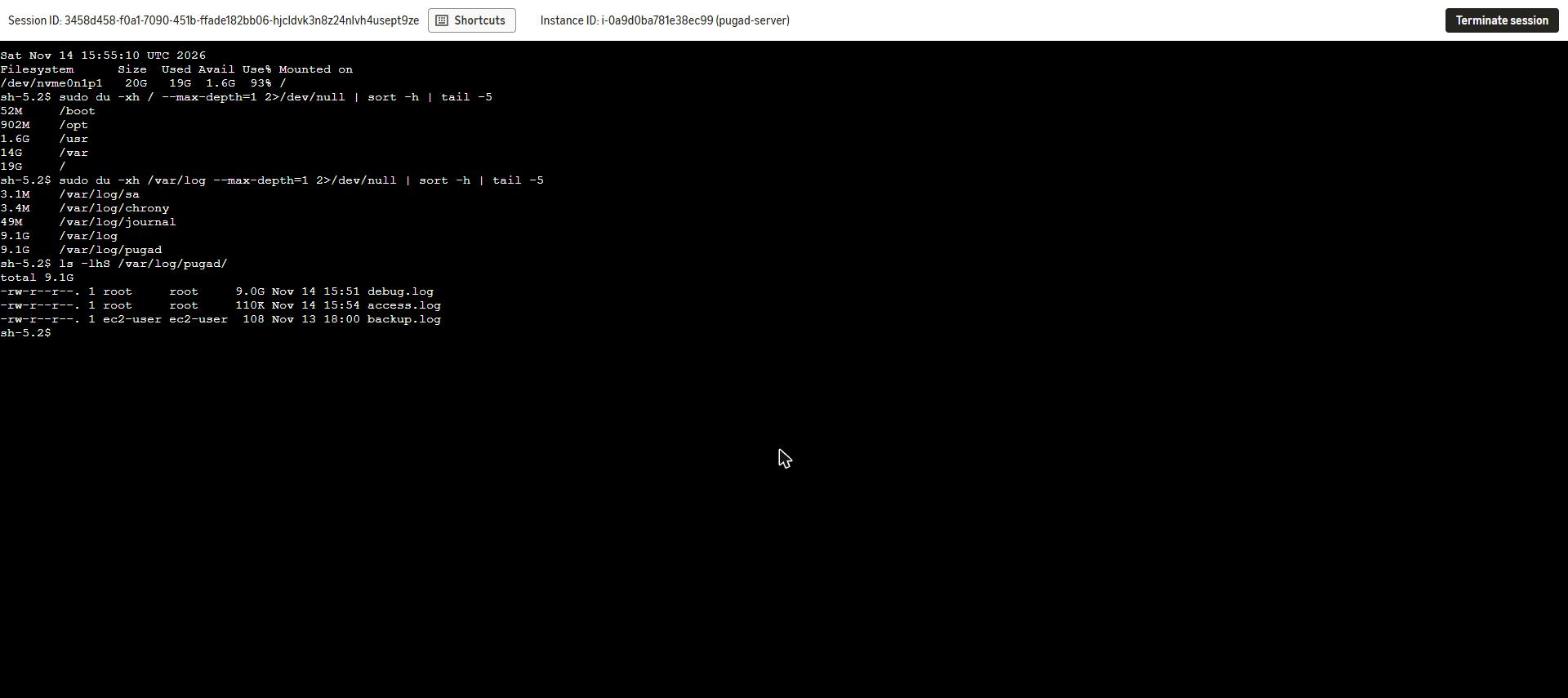 Session ID: 3458d458-f0a1-7090-451b-ffade182bb06-hjcldvk3n8z24nlvh4usept9ze Shortcuts Instance ID: i-0a9d0ba781e38ec99 (pugad-server) Terminate session
Sat Nov 14 15:55:10 UTC 2026
Filesystem      Size  Used Avail Use% Mounted on
/dev/nvme0n1p1   20G   19G  1.6G  93% /
sh-5.2$ sudo du -xh / --max-depth=1 2>/dev/null | sort -h | tail -5
52M     /boot
902M    /opt
1.6G    /usr
14G     /var
19G     /
sh-5.2$ sudo du -xh /var/log --max-depth=1 2>/dev/null | sort -h | tail -5
3.1M    /var/log/sa
3.4M    /var/log/chrony
49M     /var/log/journal
9.1G    /var/log
9.1G    /var/log/pugad
sh-5.2$ ls -lhS /var/log/pugad/
total 9.1G
-rw-r--r--. 1 root     root     9.0G Nov 14 15:51 debug.log
-rw-r--r--. 1 root     root     110K Nov 14 15:54 access.log
-rw-r--r--. 1 ec2-user ec2-user  108 Nov 13 18:00 backup.log
sh-5.2$